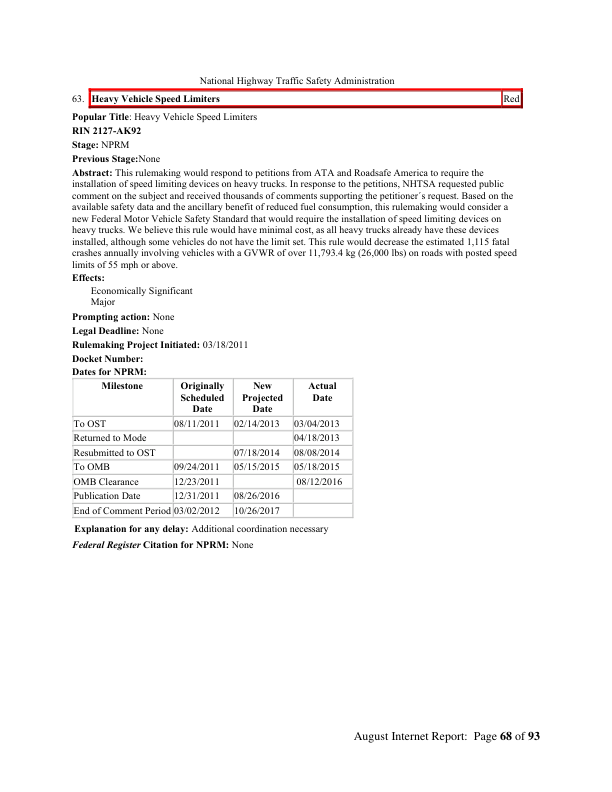 National Highway Traffic Safety Administration
63. Heavy Vehicle Speed Limiters Red
Popular Title: Heavy Vehicle Speed Limiters
RIN 2127-AK92
Stage: NPRM
Previous Stage:None
Abstract: This rulemaking would respond to petitions from ATA and Roadsafe America to require the
installation of speed limiting devices on heavy trucks. In response to the petitions, NHTSA requested public
comment on the subject and received thousands of comments supporting the petitioner´s request. Based on the
available safety data and the ancillary benefit of reduced fuel consumption, this rulemaking would consider a
new Federal Motor Vehicle Safety Standard that would require the installation of speed limiting devices on
heavy trucks. We believe this rule would have minimal cost, as all heavy trucks already have these devices
installed, although some vehicles do not have the limit set. This rule would decrease the estimated 1,115 fatal
crashes annually involving vehicles with a GVWR of over 11,793.4 kg (26,000 lbs) on roads with posted speed
limits of 55 mph or above.
Effects:
Economically Significant
Major
Prompting action: None
Legal Deadline: None
Rulemaking Project Initiated: 03/18/2011
Docket Number:
Dates for NPRM:
Milestone Originally Scheduled Date New Projected Date Actual Date
To OST 08/11/2011 02/14/2013 03/04/2013
Returned to Mode 04/18/2013
Resubmitted to OST 07/18/2014 08/08/2014
To OMB 09/24/2011 05/15/2015 05/18/2015
OMB Clearance 12/23/2011 08/12/2016
Publication Date 12/31/2011 08/26/2016
End of Comment Period 03/02/2012 10/26/2017
Explanation for any delay: Additional coordination necessary
Federal Register Citation for NPRM: None
August Internet Report: Page 68 of 93